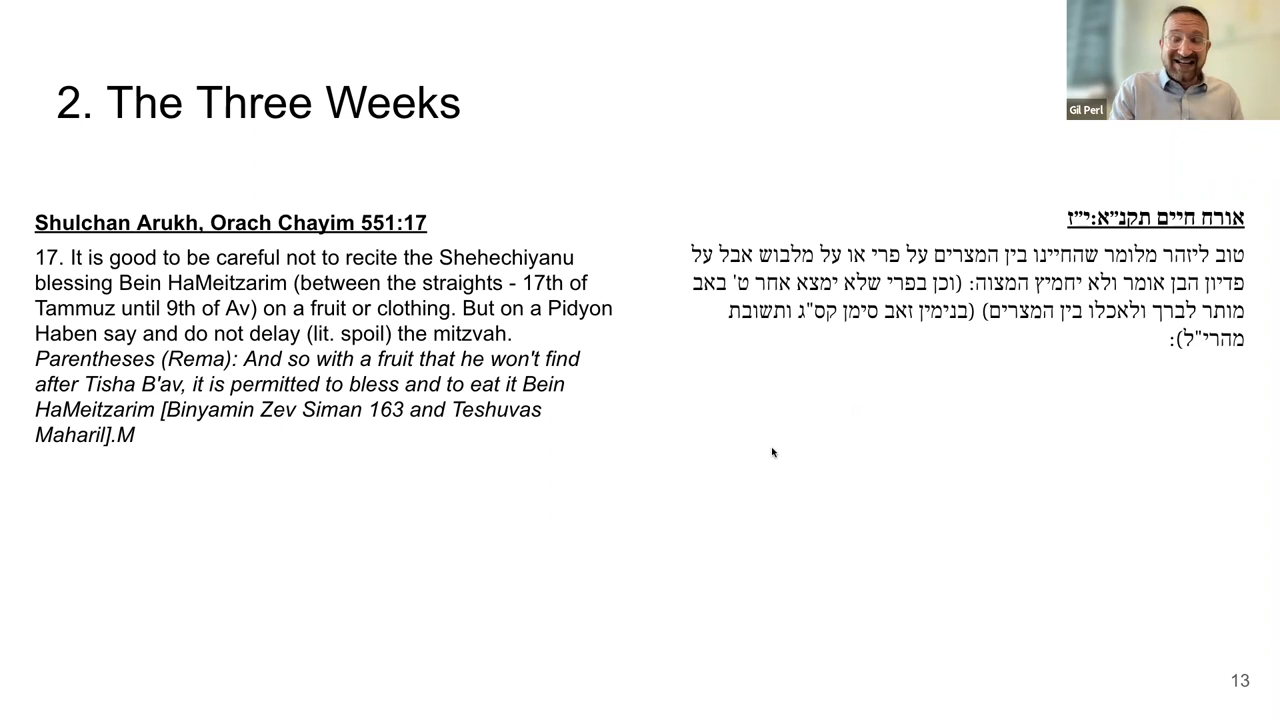 2. The Three Weeks
Gil Perl
Shulchan Arukh, Orach Chayim 551:17
17. It is good to be careful not to recite the Shehechiyanu
blessing Bein HaMeitzarim (between the straights - 17th of
Tammuz until 9th of Av) on a fruit or clothing. But on a Pidyon
Haben say and do not delay (lit. spoil) the mitzvah.
Parentheses (Rema): And so with a fruit that he won't find
after Tisha B'av, it is permitted to bless and to eat it Bein
HaMeitzarim [Binyamin Zev Siman 163 and Teshuvas
Maharil].M
אורח חיים תקנ״א:י״ז
טוב ליזהר מלומר שהחיינו בין המצרים על פרי או על מלבוש אבל על
פדיון הבן אומר ולא יחמיץ המצוה: (וכן בפרי שלא ימצא אחר ט' באב
מותר לברך ולאכלו בין המצרים) (בנימין זאב סימן קס"ג ותשובת
מהרי"ל):
13